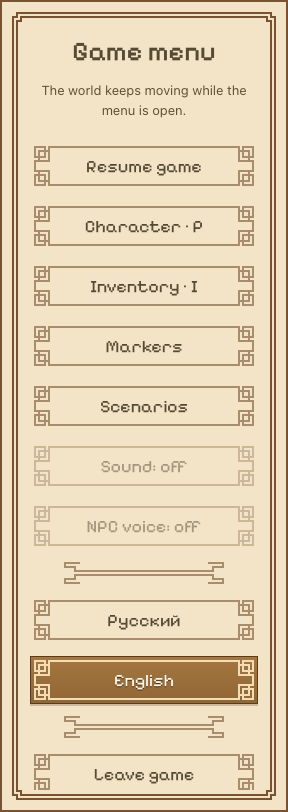 Game menu
The world keeps moving while the
menu is open.
Resume game
Character · P
Inventory · I
Markers
Scenarios
Sound: off
NPC voice: off
Русский
English
Leave game